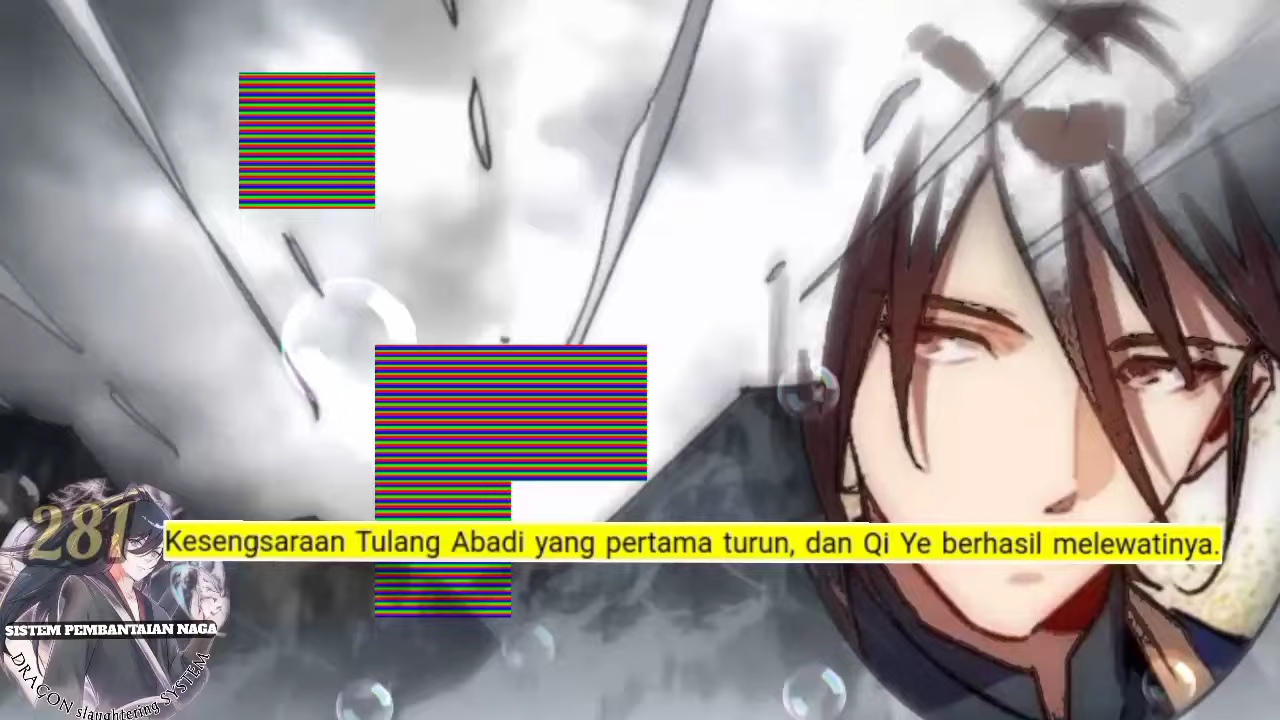 281
Kesengsaraan Tulang Abadi yang pertama turun, dan Qi Ye berhasil melewatinya.
SISTEM PEMBANTAIAN NAGA
DRAGON slaughtering SYSTEM